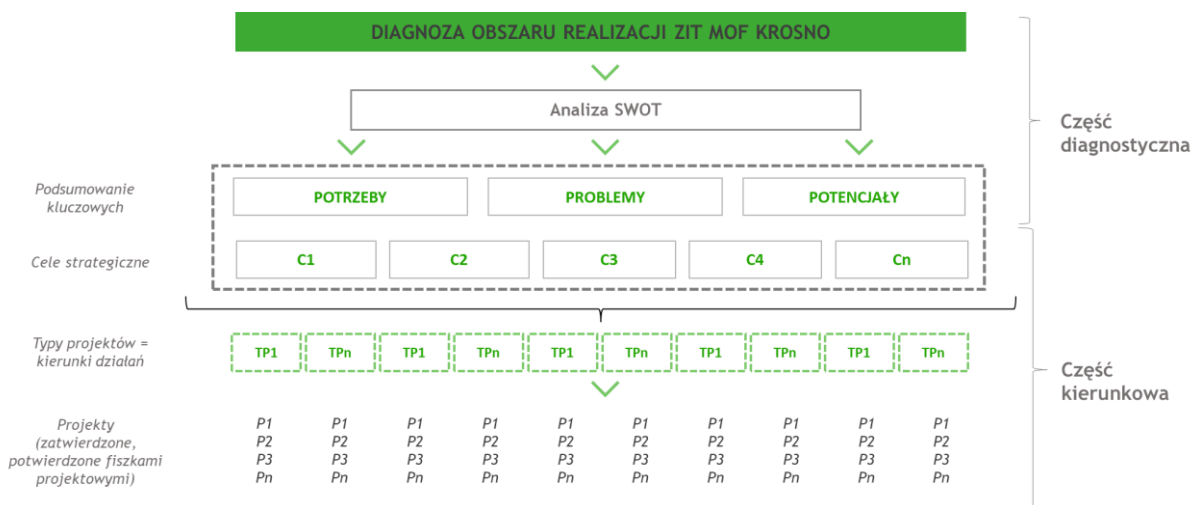 DIAGNOZA OBSZARU REALIZACJI ZIT MOF KROSNO
Analiza SWOT
Część
diagnostyczna
Podsumowanie
kluczowych
POTRZEBY PROBLEMY POTENCJAŁY
Cele strategiczne
C1 C2 C3 C4 Cn
Typy projektów =
kierunki działań
TP1 TPn TP1 TPn TP1 TPn TP1 TPn TP1 TPn
Część
kierunkowa
Projekty
(zatwierdzone,
potwierdzone fiszkami
projektowymi)
P1 P1 P1 P1 P1 P1 P1 P1 P1 P1
P2 P2 P2 P2 P2 P2 P2 P2 P2 P2
P3 P3 P3 P3 P3 P3 P3 P3 P3 P3
Pn Pn Pn Pn Pn Pn Pn Pn Pn Pn